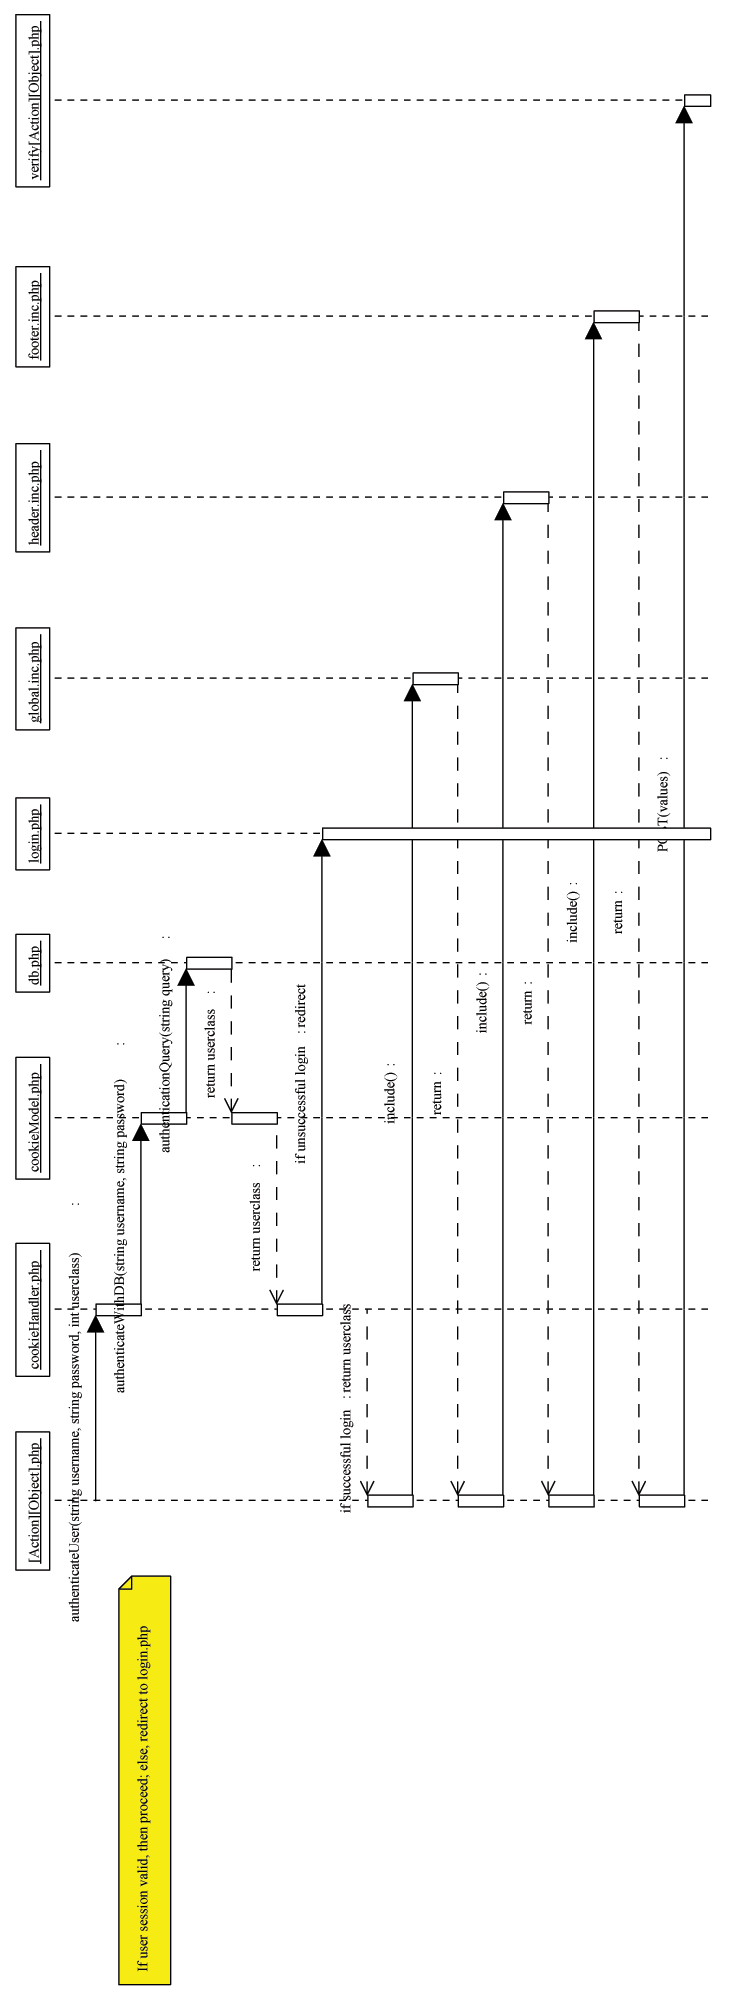 If user session valid, then proceed; else, redirect to login.php
[Action][Object].php
cookieHandler.php
cookieModel.php
db.php
login.php
global.inc.php
header.inc.php
footer.inc.php
verify[Action][Object].php
authenticateUser(string username, string password, int userclass) :
authenticateWithDB(string username, string password) :
authenticationQuery(string query) :
return userclass :
return userclass :
if unsuccessful login : redirect
if successful login : return userclass
include() :
return :
include() :
return :
include() :
return :
POST(values) :